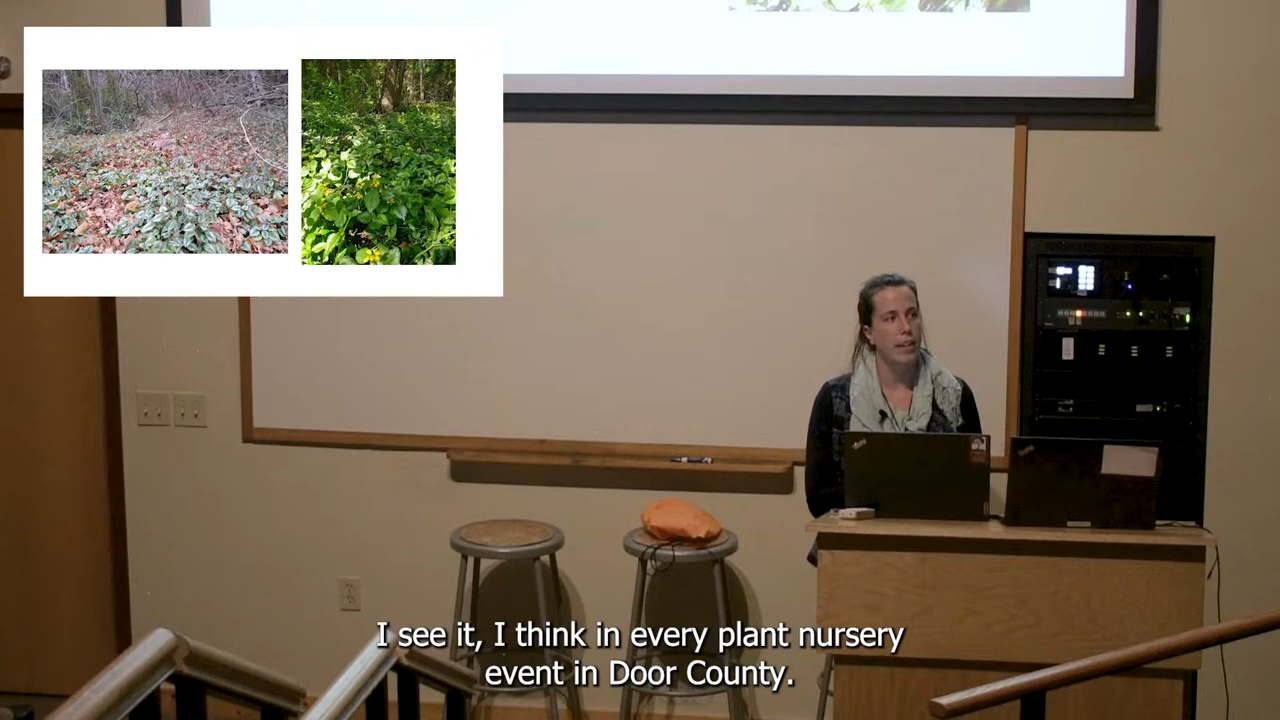 I see it, I think in every plant nursery
event in Door County.